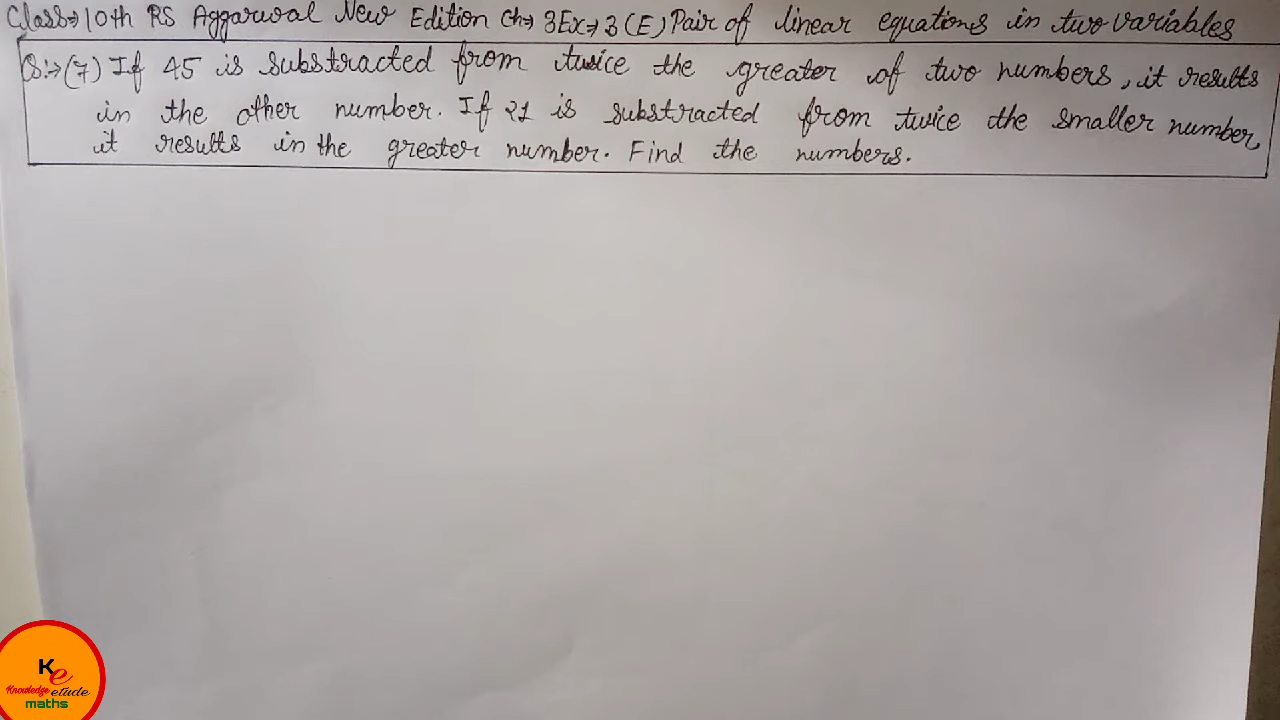 Class→10th RS Aggarwal New Edition Ch→ 3 Ex→ 3 (E) Pair of linear equations in two variables
Q:→(7) If 45 is substracted from twice the greater of two numbers, it results
in the other number. If 21 is substracted from twice the smaller number,
it results in the greater number. Find the numbers.
Ke
Knowledge etude
maths